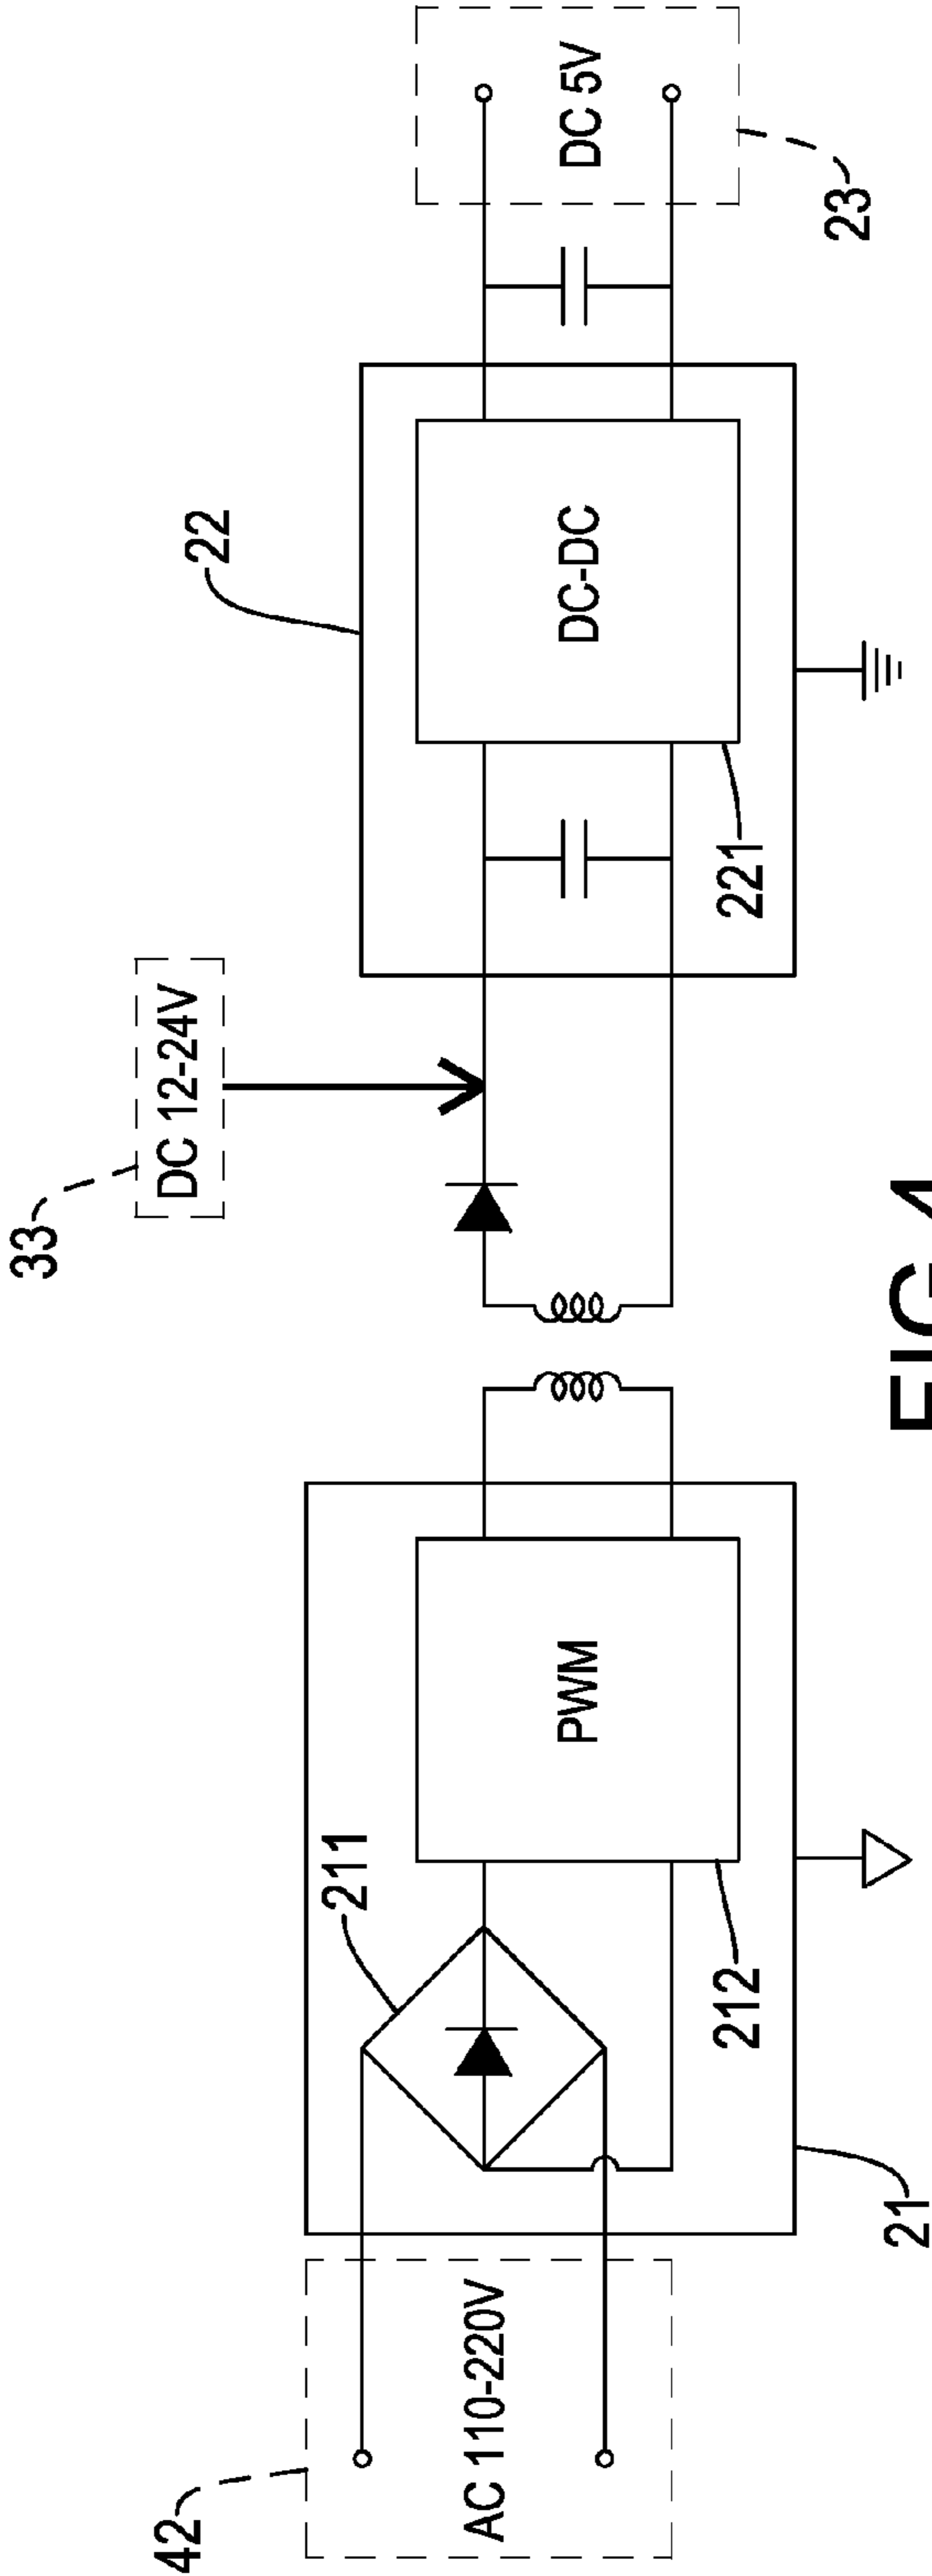 33
DC 12-24V
22
42
211
AC 110-220V
PWM
DC-DC
DC 5V
212
221
23
21
FIG.4